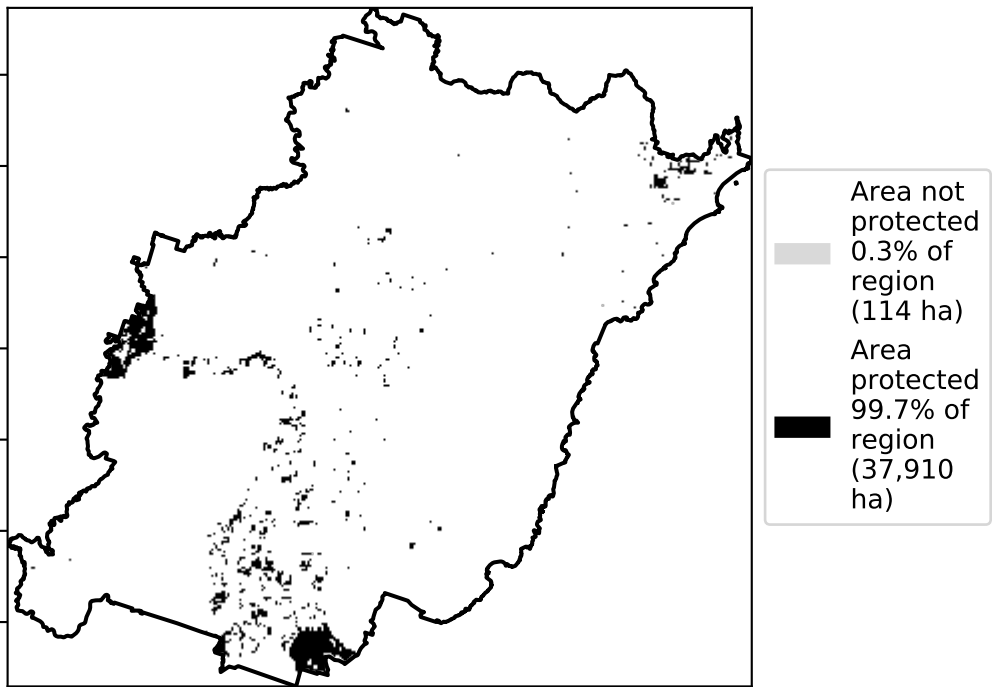 Area not
protected
0.3% of
region
(114 ha)
Area
protected
99.7% of
region
(37,910
ha)